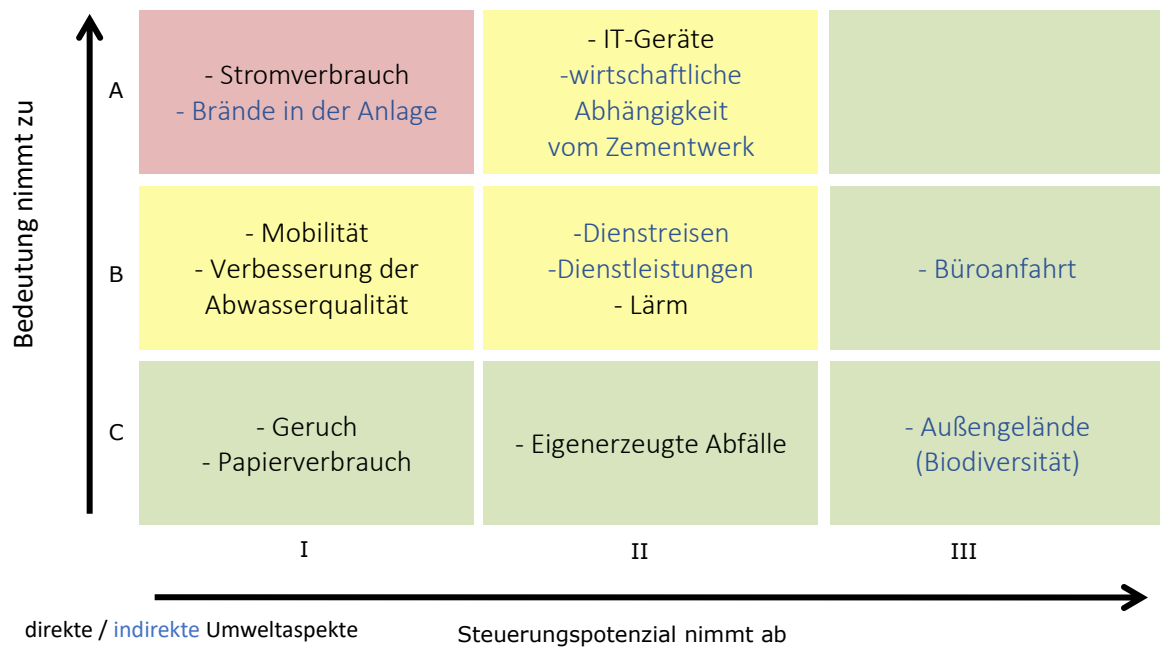 Bedeutung nimmt zu
A
- Stromverbrauch
- Brände in der Anlage
- IT-Geräte
-wirtschaftliche
Abhängigkeit
vom Zementwerk
B
- Mobilität
- Verbesserung der
Abwasserqualität
-Dienstreisen
-Dienstleistungen
- Lärm
- Büroanfahrt
C
- Geruch
- Papierverbrauch
- Eigenerzeugte Abfälle
- Außengelände
(Biodiversität)
I
II
III
direkte / indirekte Umweltaspekte
Steuerungspotenzial nimmt ab